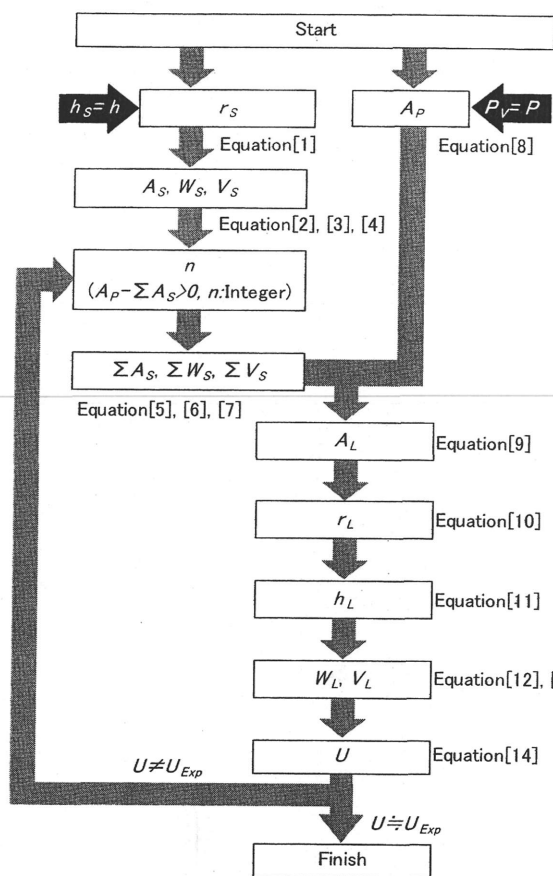 Start
h_S = h
r_S
A_P
P_V = P
Equation[1]
Equation[8]
A_S, W_S, V_S
Equation[2], [3], [4]
n
(A_P−ΣA_S>0, n:Integer)
ΣA_S, ΣW_S, ΣV_S
Equation[5], [6], [7]
A_L
Equation[9]
r_L
Equation[10]
h_L
Equation[11]
W_L, V_L
Equation[12], [
U
Equation[14]
U≠U_Exp
U≒U_Exp
Finish